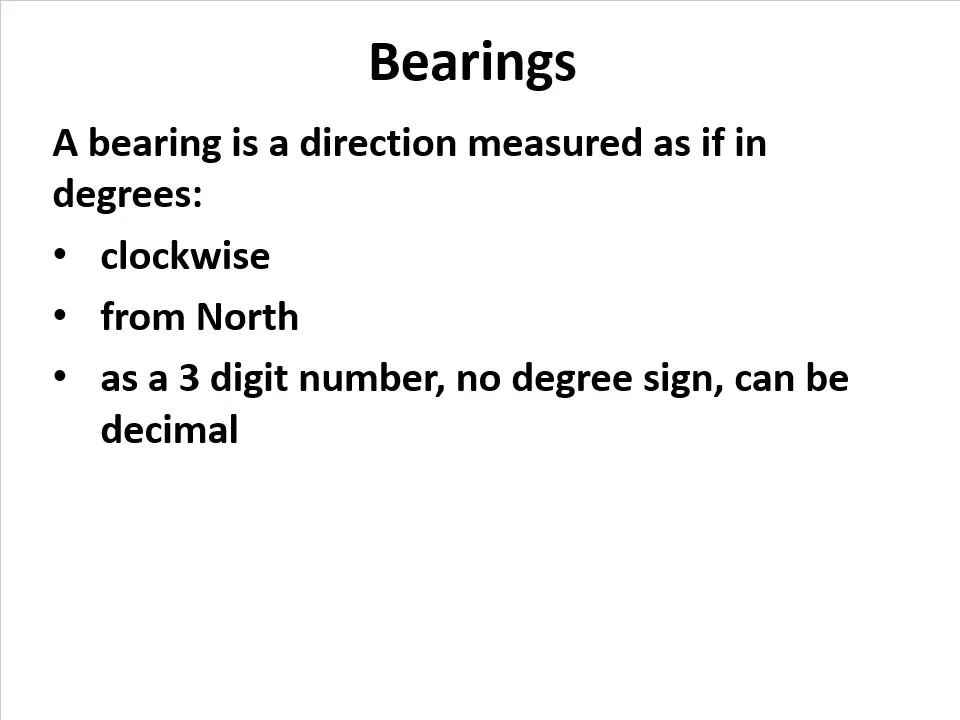 Bearings
A bearing is a direction measured as if in
degrees:
• clockwise
• from North
• as a 3 digit number, no degree sign, can be
decimal